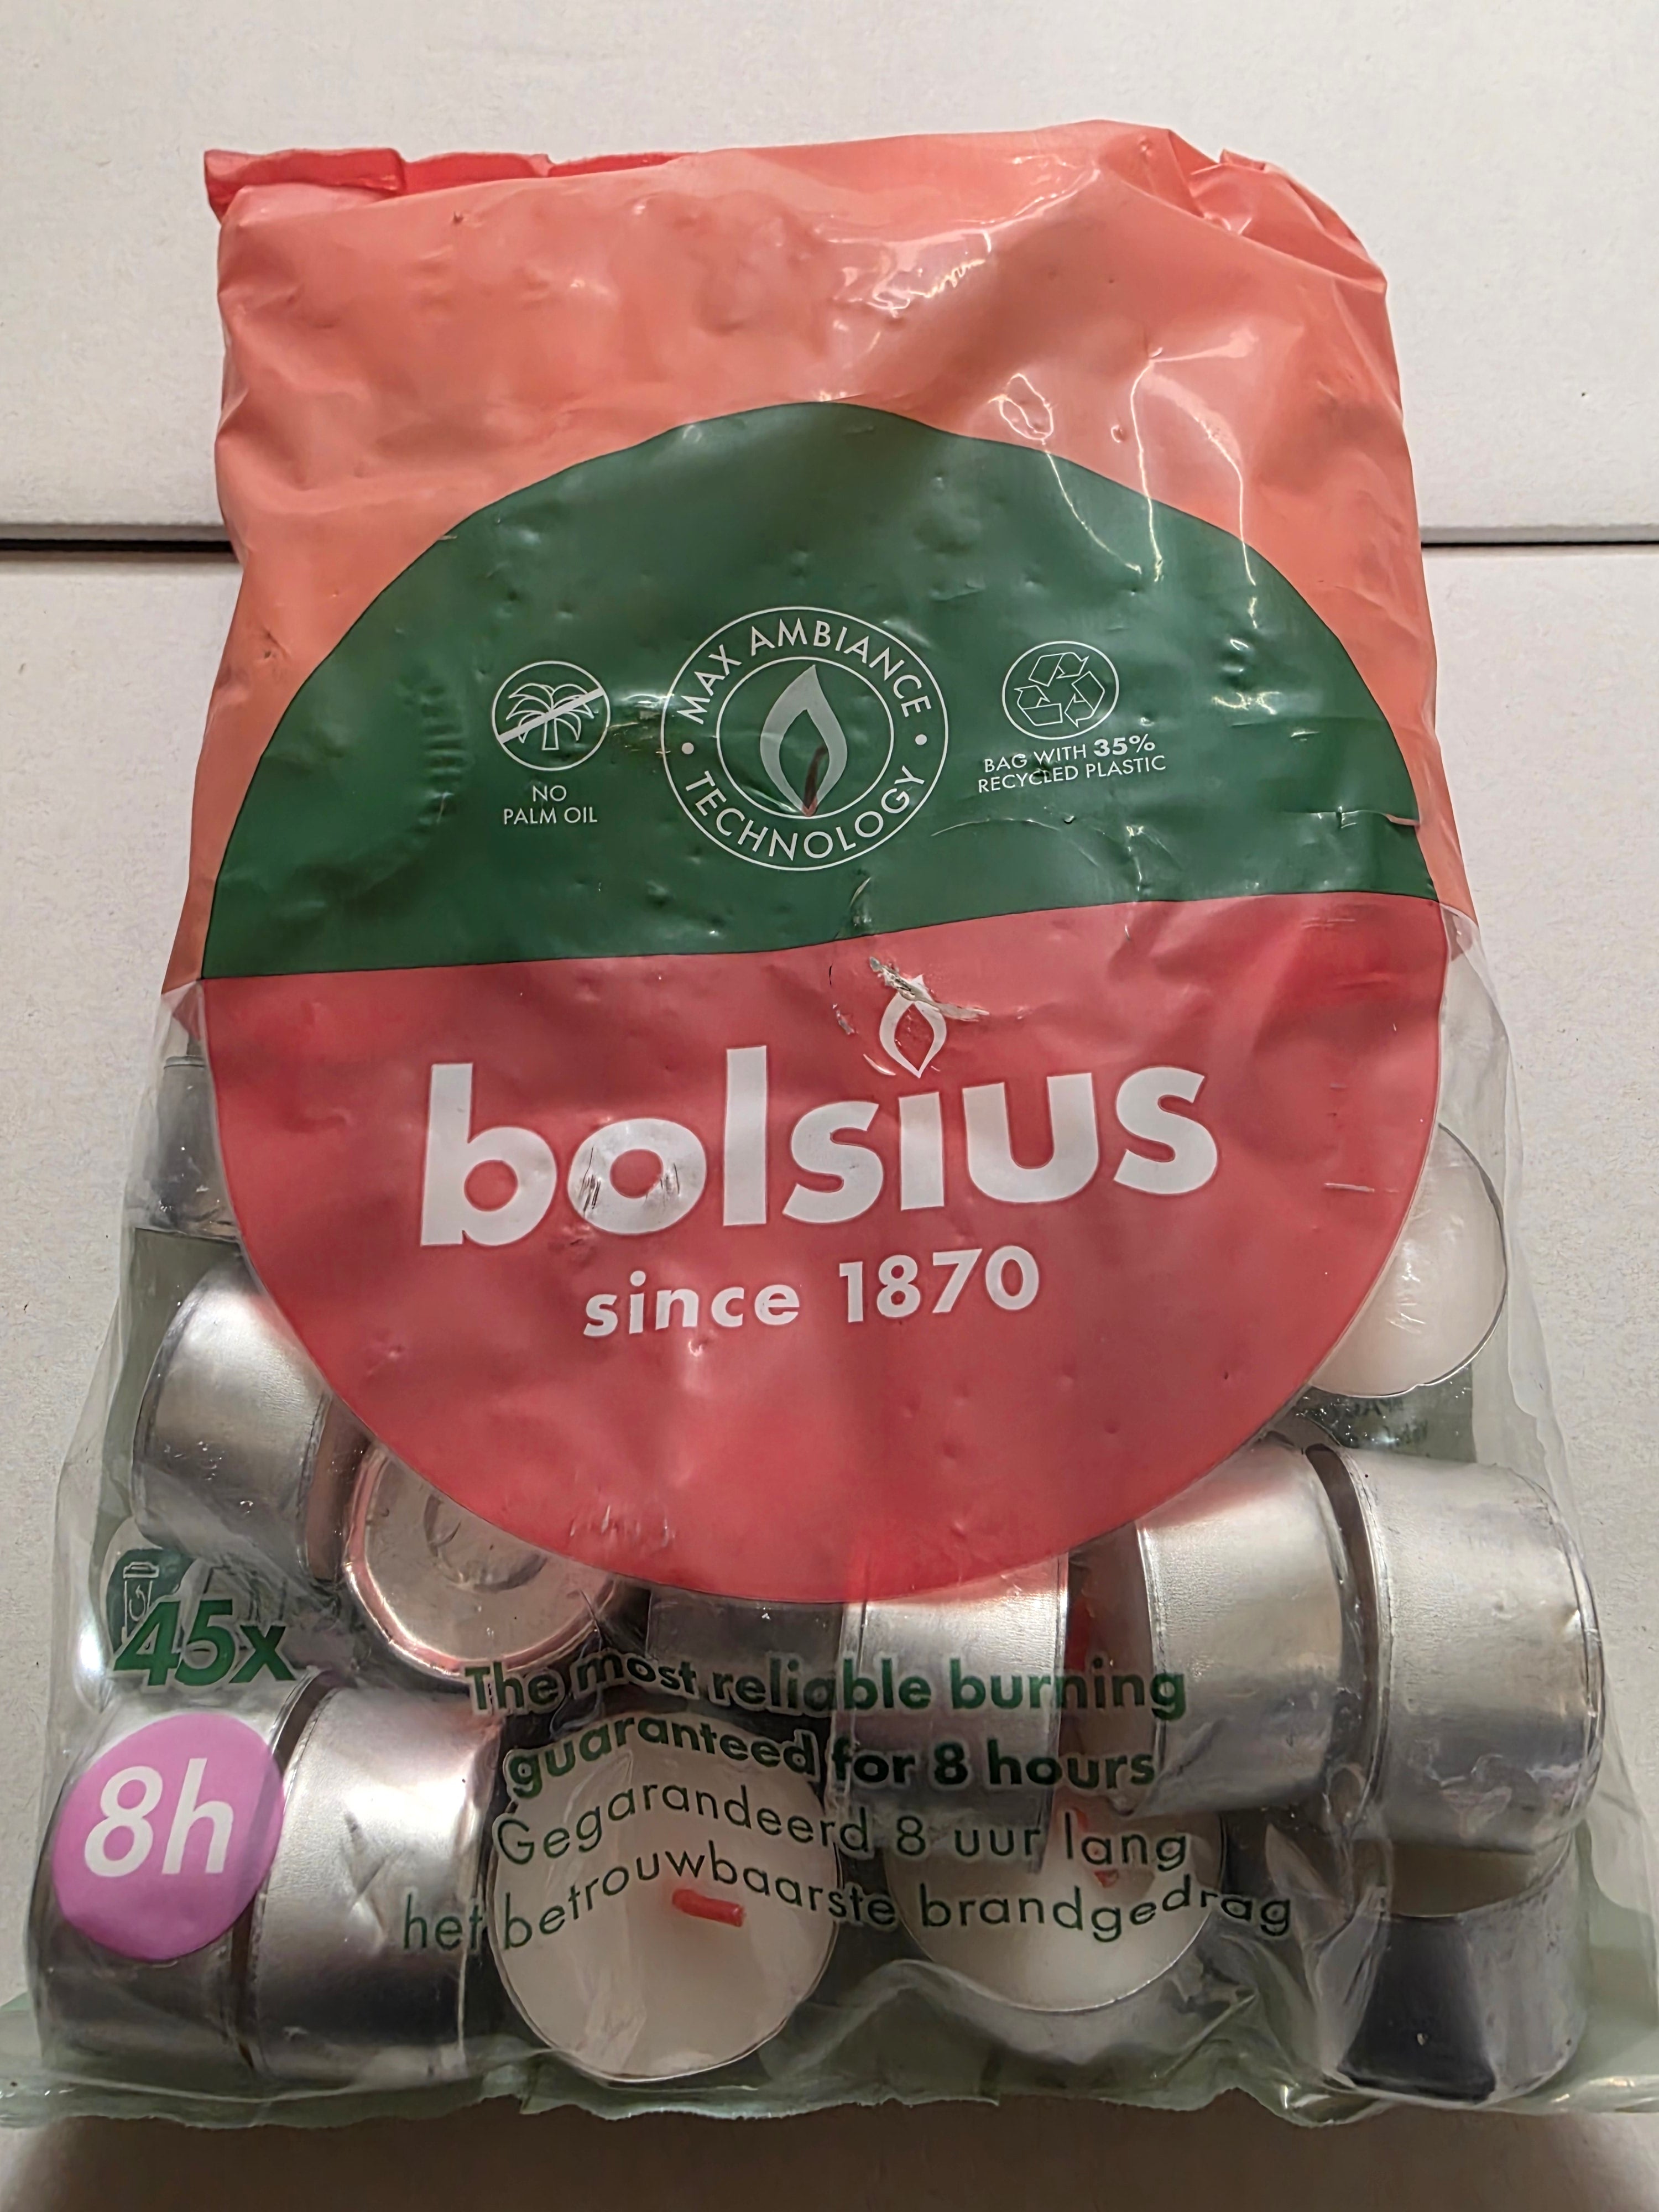 MAX AMBIANCE
TECHNOLOGY
NO
PALM OIL
BAG WITH 35%
RECYCLED PLASTIC
bolsius
since 1870
45x
8h
The most reliable burning
guaranteed for 8 hours
Gegarandeerd 8 uur lang
het betrouwbaarste brandgedrag